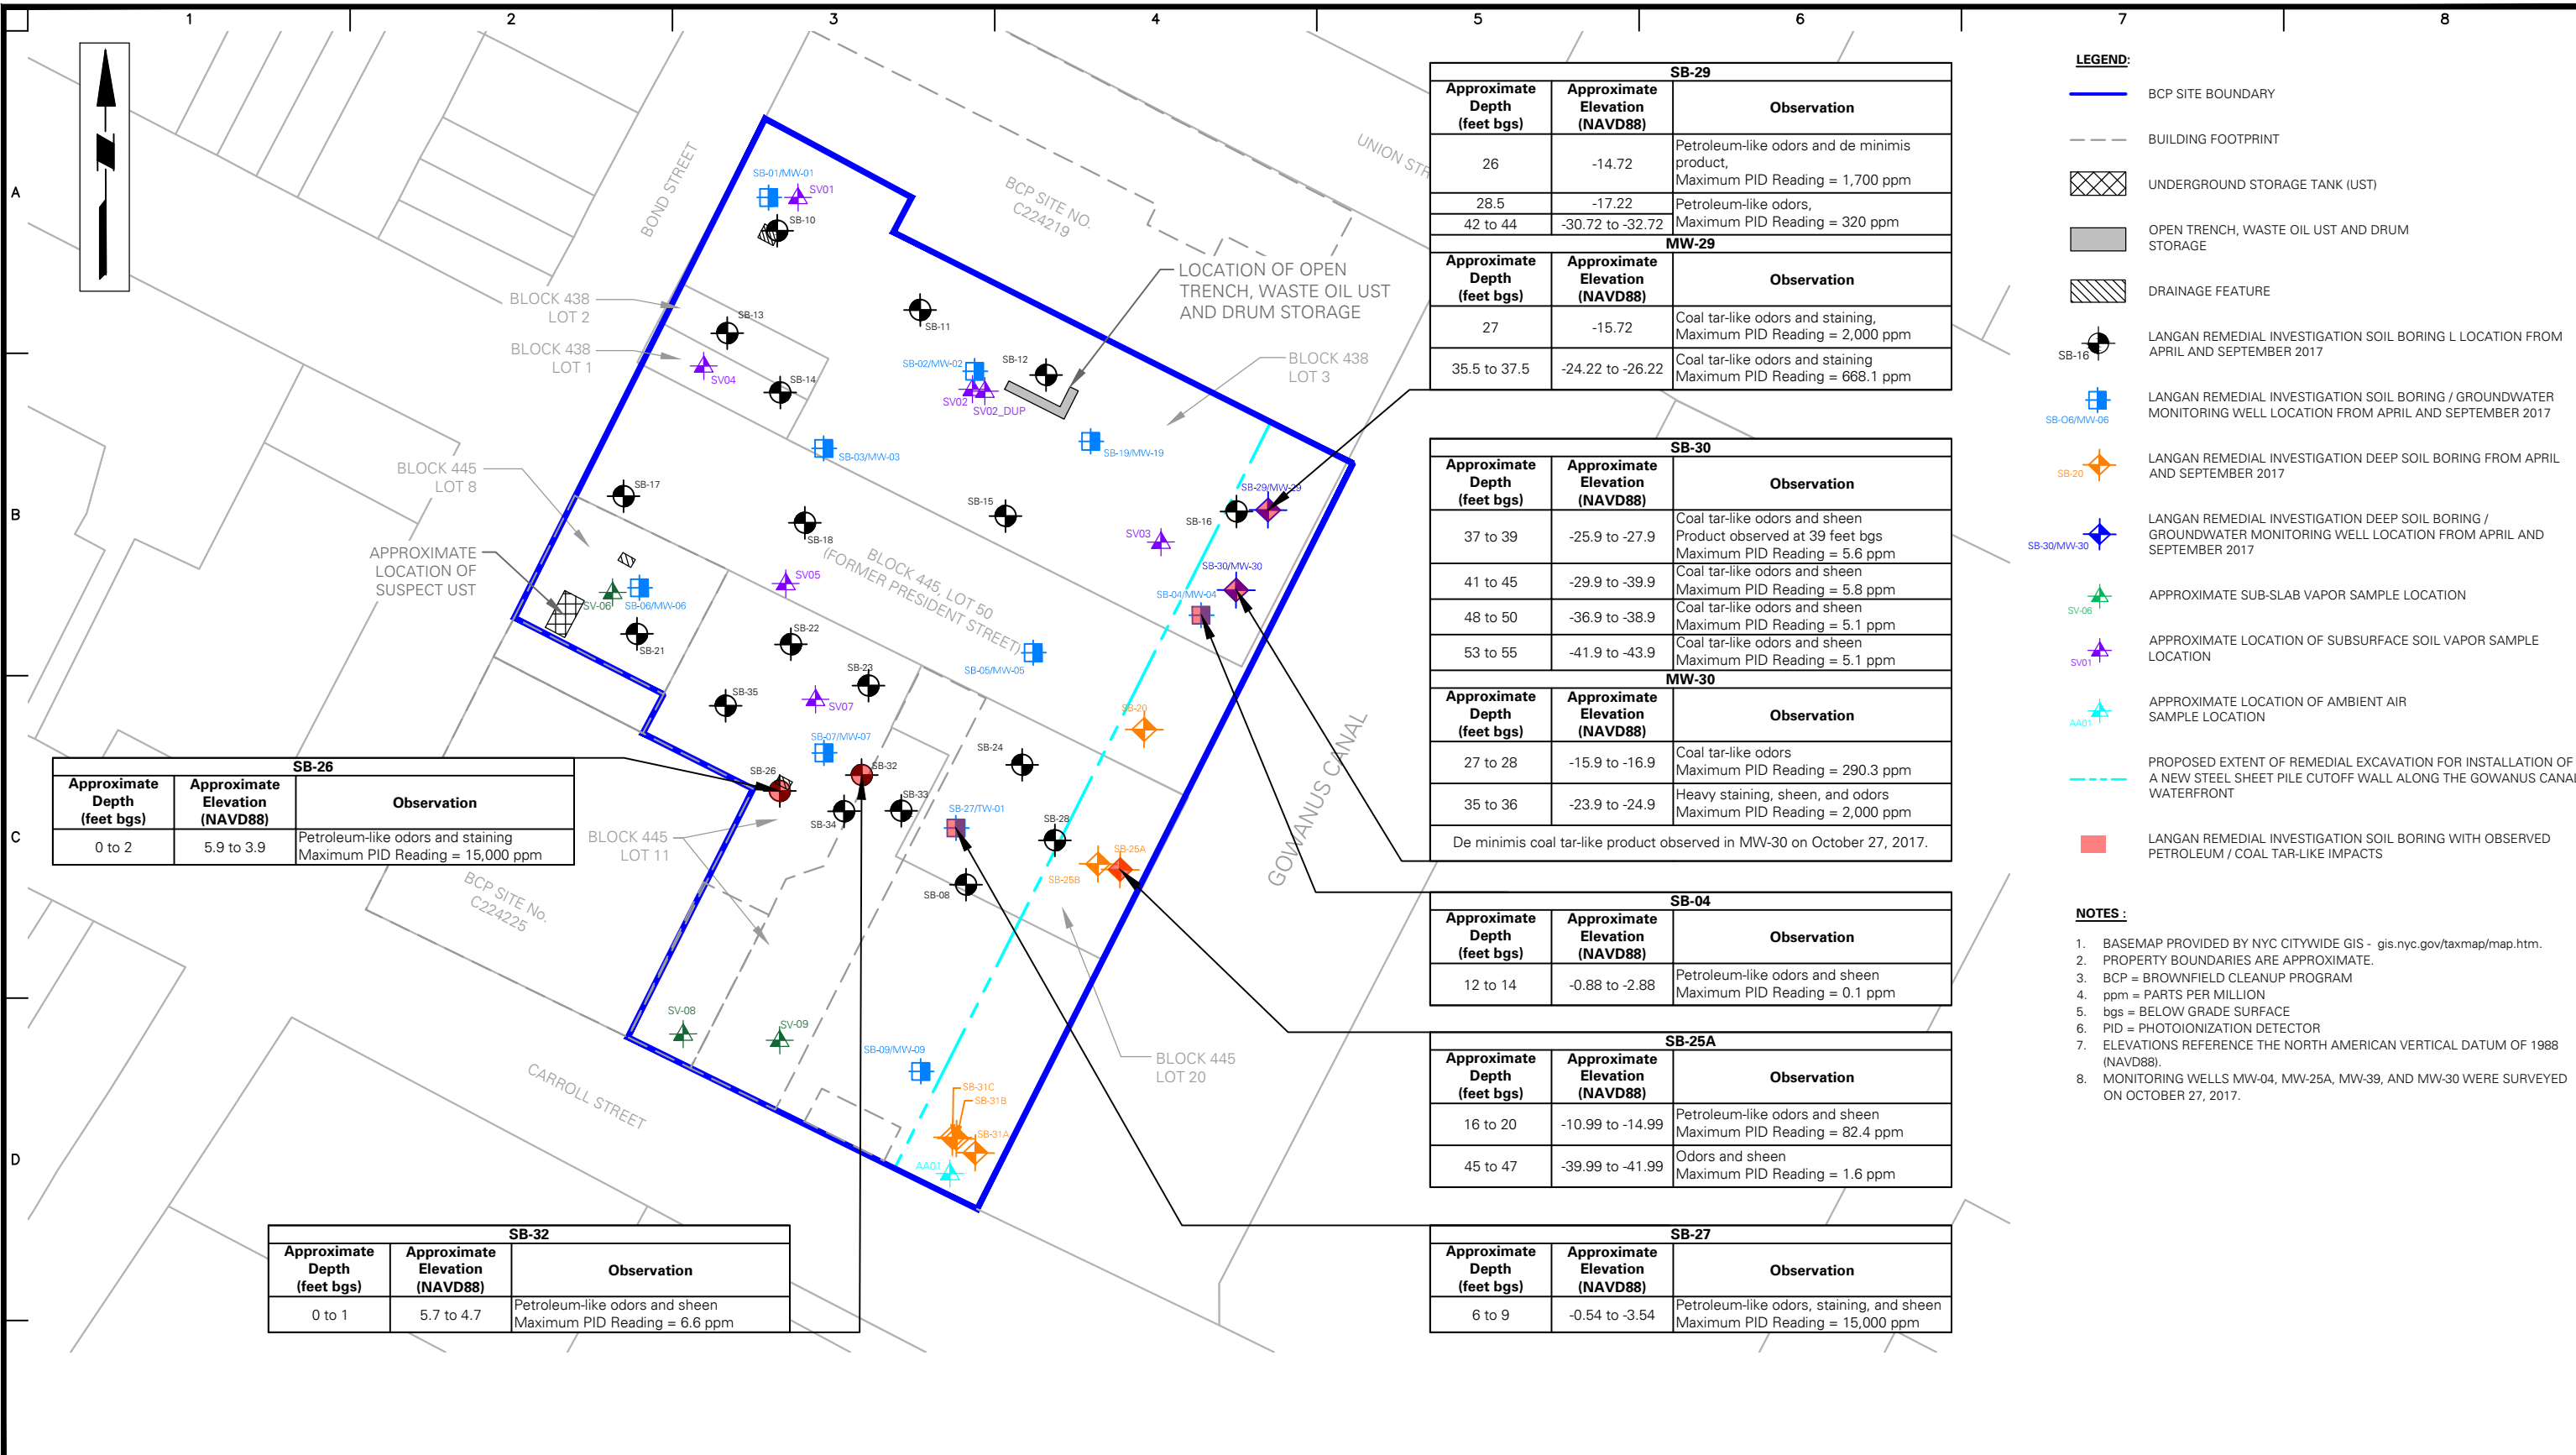 1 2 3 4 5 6 7 8
A
B
C
D
BOND STREET
UNION STR
CARROLL STREET
GOWANUS CANAL
BCP SITE NO.
C224219
BCP SITE No.
C224225
BLOCK 438
LOT 2
BLOCK 438
LOT 1
BLOCK 438
LOT 3
BLOCK 445
LOT 8
BLOCK 445, LOT 50
(FORMER PRESIDENT STREET)
BLOCK 445
LOT 11
BLOCK 445
LOT 20
LOCATION OF OPEN
TRENCH, WASTE OIL UST
AND DRUM STORAGE
APPROXIMATE
LOCATION OF
SUSPECT UST
SB-01/MW-01
SV01
SB-10
SB-13
SB-11
SV04
SB-14
SB-02/MW-02
SB-12
SV02
SV02_DUP
SB-03/MW-03
SB-19/MW-19
SB-17
SB-18
SB-15
SB-16
SB-29/MW-29
SV03
SB-30/MW-30
SB-04/MW-04
SV05
SV-06
SB-06/MW-06
SB-21
SB-22
SB-23
SB-05/MW-05
SB-35
SV07
SB-20
SB-07/MW-07
SB-24
SB-26
SB-32
SB-34
SB-33
SB-27/TW-01
SB-28
SB-25A
SB-25B
SB-08
SV-08
SV-09
SB-09/MW-09
SB-31C
SB-31B
SB-31A
AA01
SB-29
Approximate Depth (feet bgs) Approximate Elevation (NAVD88) Observation
26 -14.72 Petroleum-like odors and de minimis
product,
Maximum PID Reading = 1,700 ppm
28.5 -17.22 Petroleum-like odors,
42 to 44 -30.72 to -32.72 Maximum PID Reading = 320 ppm
MW-29
Approximate Depth (feet bgs) Approximate Elevation (NAVD88) Observation
27 -15.72 Coal tar-like odors and staining,
Maximum PID Reading = 2,000 ppm
35.5 to 37.5 -24.22 to -26.22 Coal tar-like odors and staining
Maximum PID Reading = 668.1 ppm
SB-30
Approximate Depth (feet bgs) Approximate Elevation (NAVD88) Observation
37 to 39 -25.9 to -27.9 Coal tar-like odors and sheen
Product observed at 39 feet bgs
Maximum PID Reading = 5.6 ppm
41 to 45 -29.9 to -39.9 Coal tar-like odors and sheen
Maximum PID Reading = 5.8 ppm
48 to 50 -36.9 to -38.9 Coal tar-like odors and sheen
Maximum PID Reading = 5.1 ppm
53 to 55 -41.9 to -43.9 Coal tar-like odors and sheen
Maximum PID Reading = 5.1 ppm
MW-30
Approximate Depth (feet bgs) Approximate Elevation (NAVD88) Observation
27 to 28 -15.9 to -16.9 Coal tar-like odors
Maximum PID Reading = 290.3 ppm
35 to 36 -23.9 to -24.9 Heavy staining, sheen, and odors
Maximum PID Reading = 2,000 ppm
De minimis coal tar-like product observed in MW-30 on October 27, 2017.
SB-04
Approximate Depth (feet bgs) Approximate Elevation (NAVD88) Observation
12 to 14 -0.88 to -2.88 Petroleum-like odors and sheen
Maximum PID Reading = 0.1 ppm
SB-25A
Approximate Depth (feet bgs) Approximate Elevation (NAVD88) Observation
16 to 20 -10.99 to -14.99 Petroleum-like odors and sheen
Maximum PID Reading = 82.4 ppm
45 to 47 -39.99 to -41.99 Odors and sheen
Maximum PID Reading = 1.6 ppm
SB-27
Approximate Depth (feet bgs) Approximate Elevation (NAVD88) Observation
6 to 9 -0.54 to -3.54 Petroleum-like odors, staining, and sheen
Maximum PID Reading = 15,000 ppm
SB-26
Approximate Depth (feet bgs) Approximate Elevation (NAVD88) Observation
0 to 2 5.9 to 3.9 Petroleum-like odors and staining
Maximum PID Reading = 15,000 ppm
SB-32
Approximate Depth (feet bgs) Approximate Elevation (NAVD88) Observation
0 to 1 5.7 to 4.7 Petroleum-like odors and sheen
Maximum PID Reading = 6.6 ppm
LEGEND:
BCP SITE BOUNDARY
BUILDING FOOTPRINT
UNDERGROUND STORAGE TANK (UST)
OPEN TRENCH, WASTE OIL UST AND DRUM
STORAGE
DRAINAGE FEATURE
SB-16
LANGAN REMEDIAL INVESTIGATION SOIL BORING L LOCATION FROM
APRIL AND SEPTEMBER 2017
SB-O6/MW-06
LANGAN REMEDIAL INVESTIGATION SOIL BORING / GROUNDWATER
MONITORING WELL LOCATION FROM APRIL AND SEPTEMBER 2017
SB-20
LANGAN REMEDIAL INVESTIGATION DEEP SOIL BORING FROM APRIL
AND SEPTEMBER 2017
SB-30/MW-30
LANGAN REMEDIAL INVESTIGATION DEEP SOIL BORING /
GROUNDWATER MONITORING WELL LOCATION FROM APRIL AND
SEPTEMBER 2017
SV-06
APPROXIMATE SUB-SLAB VAPOR SAMPLE LOCATION
SV01
APPROXIMATE LOCATION OF SUBSURFACE SOIL VAPOR SAMPLE
LOCATION
AA01
APPROXIMATE LOCATION OF AMBIENT AIR
SAMPLE LOCATION
PROPOSED EXTENT OF REMEDIAL EXCAVATION FOR INSTALLATION OF
A NEW STEEL SHEET PILE CUTOFF WALL ALONG THE GOWANUS CANAL
WATERFRONT
LANGAN REMEDIAL INVESTIGATION SOIL BORING WITH OBSERVED
PETROLEUM / COAL TAR-LIKE IMPACTS
NOTES :
1. BASEMAP PROVIDED BY NYC CITYWIDE GIS - gis.nyc.gov/taxmap/map.htm.
2. PROPERTY BOUNDARIES ARE APPROXIMATE.
3. BCP = BROWNFIELD CLEANUP PROGRAM
4. ppm = PARTS PER MILLION
5. bgs = BELOW GRADE SURFACE
6. PID = PHOTOIONIZATION DETECTOR
7. ELEVATIONS REFERENCE THE NORTH AMERICAN VERTICAL DATUM OF 1988
(NAVD88).
8. MONITORING WELLS MW-04, MW-25A, MW-39, AND MW-30 WERE SURVEYED
ON OCTOBER 27, 2017.